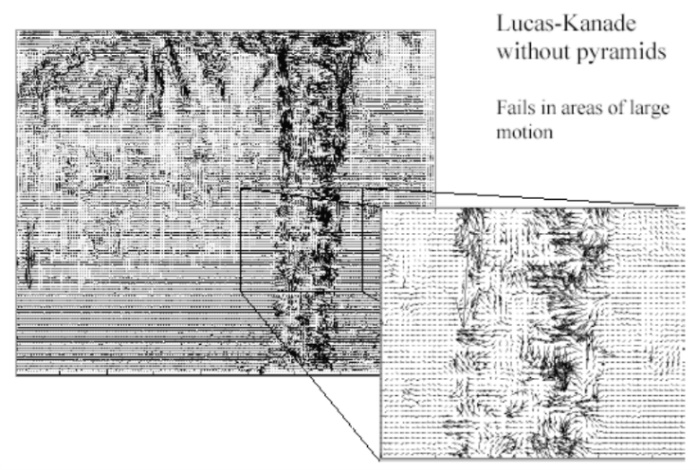 Lucas-Kanade
without pyramids
Fails in areas of large
motion